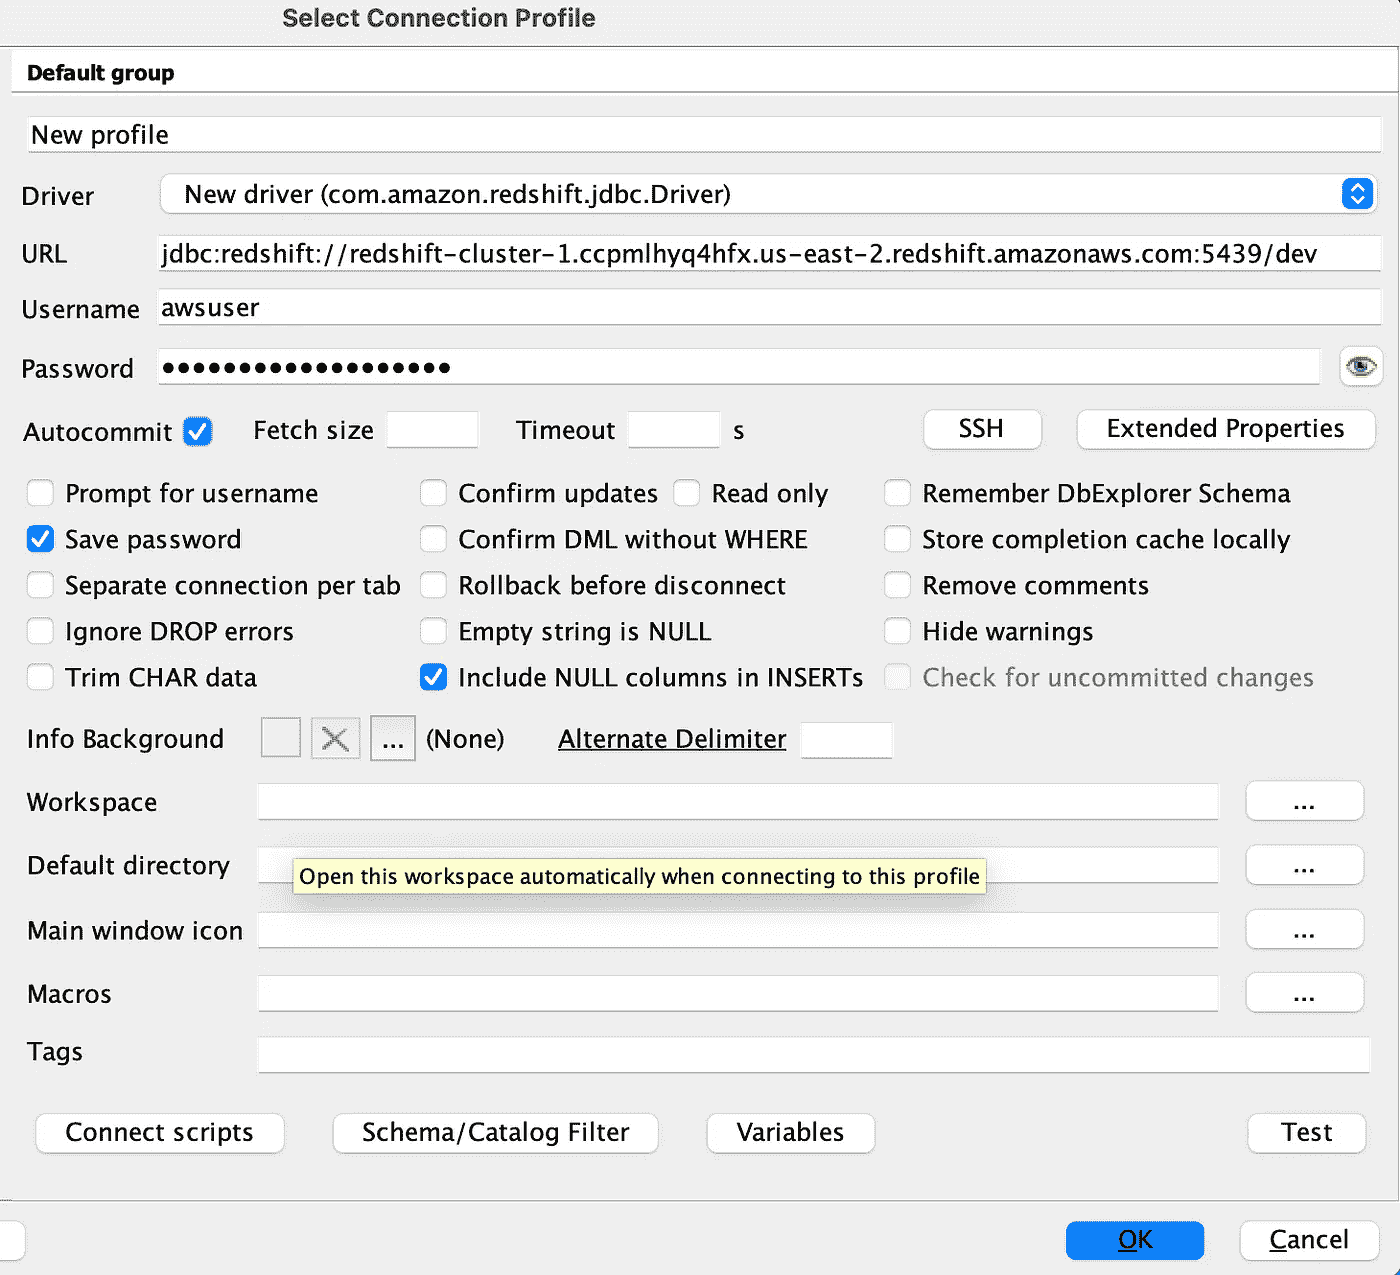 Select Connection Profile
Default group
New profile
Driver New driver (com.amazon.redshift.jdbc.Driver)
URL jdbc:redshift://redshift-cluster-1.ccpmlhyq4hfx.us-east-2.redshift.amazonaws.com:5439/dev
Username awsuser
Password ●●●●●●●●●●●●●●●●●●●
Autocommit Fetch size Timeout s SSH Extended Properties
Prompt for username Confirm updates Read only Remember DbExplorer Schema
Save password Confirm DML without WHERE Store completion cache locally
Separate connection per tab Rollback before disconnect Remove comments
Ignore DROP errors Empty string is NULL Hide warnings
Trim CHAR data Include NULL columns in INSERTs Check for uncommitted changes
Info Background ... (None) Alternate Delimiter
Workspace ...
Default directory ...
Open this workspace automatically when connecting to this profile
Main window icon ...
Macros ...
Tags
Connect scripts Schema/Catalog Filter Variables Test
OK Cancel